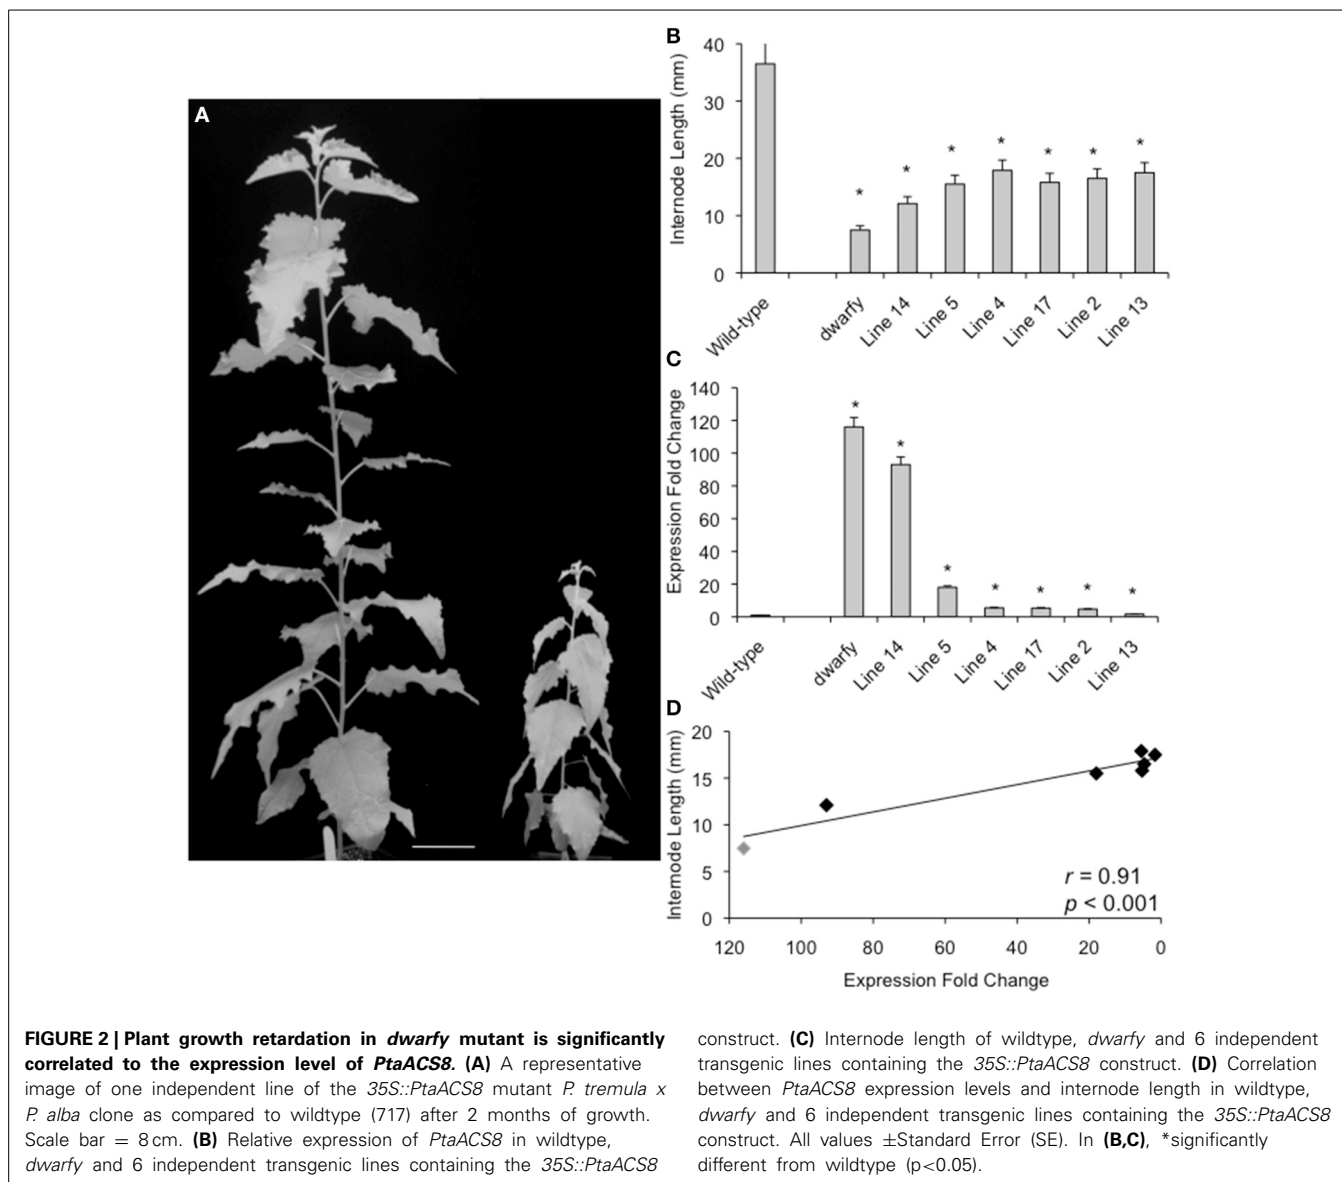 A
B
Internode Length (mm)
40
30
20
10
0
* * * * * * *
Wild-type
dwarfy
Line 14
Line 5
Line 4
Line 17
Line 2
Line 13
C
Expression Fold Change
140
120
100
80
60
40
20
0
* * * * * * *
Wild-type
dwarfy
Line 14
Line 5
Line 4
Line 17
Line 2
Line 13
D
Internode Length (mm)
20
15
10
5
0
r = 0.91
p < 0.001
120 100 80 60 40 20 0
Expression Fold Change
FIGURE 2 | Plant growth retardation in dwarfy mutant is significantly
correlated to the expression level of PtaACS8. (A) A representative
image of one independent line of the 35S::PtaACS8 mutant P. tremula x
P. alba clone as compared to wildtype (717) after 2 months of growth.
Scale bar = 8 cm. (B) Relative expression of PtaACS8 in wildtype,
dwarfy and 6 independent transgenic lines containing the 35S::PtaACS8
construct. (C) Internode length of wildtype, dwarfy and 6 independent
transgenic lines containing the 35S::PtaACS8 construct. (D) Correlation
between PtaACS8 expression levels and internode length in wildtype,
dwarfy and 6 independent transgenic lines containing the 35S::PtaACS8
construct. All values ±Standard Error (SE). In (B,C), *significantly
different from wildtype (p<0.05).